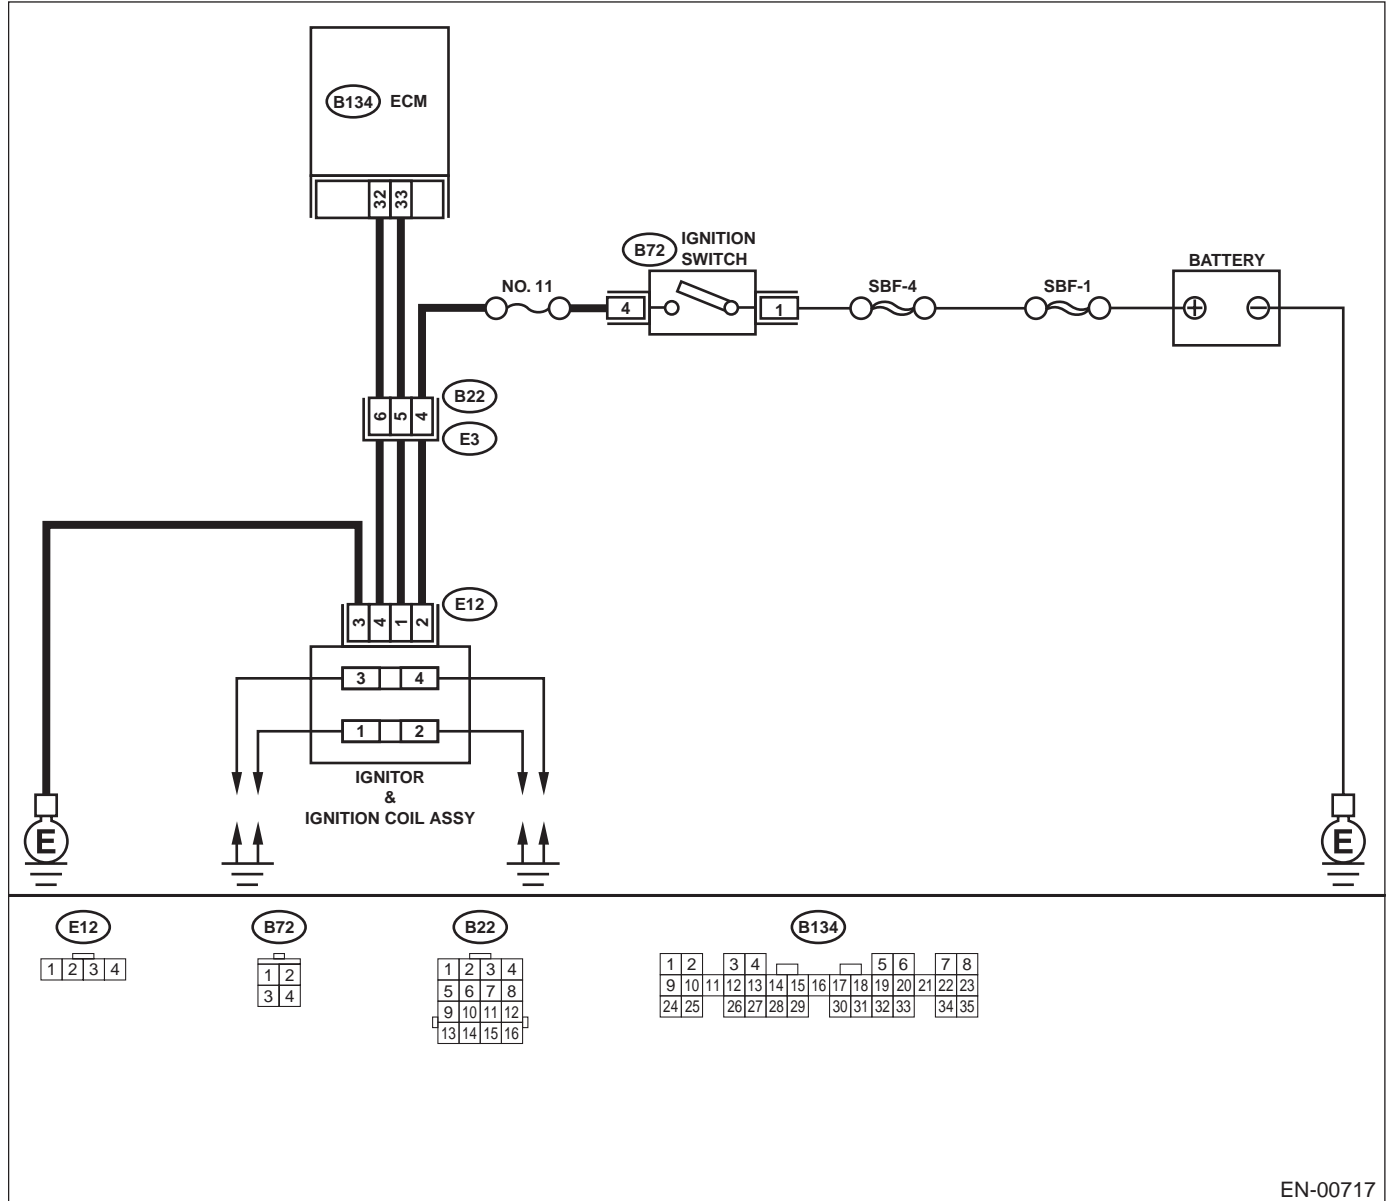 B134 ECM
32 33
B72 IGNITION
SWITCH
BATTERY
NO. 11
4
1
SBF-4
SBF-1
+
−
B22
6 5 4
E3
E12
3 4 1 2
3 4
1 2
IGNITOR
&
IGNITION COIL ASSY
E
E
E12
1 2 3 4
B72
1 2
3 4
B22
1 2 3 4
5 6 7 8
9 10 11 12
13 14 15 16
B134
1 2 3 4 5 6 7 8
9 10 11 12 13 14 15 16 17 18 19 20 21 22 23
24 25 26 27 28 29 30 31 32 33 34 35
EN-00717